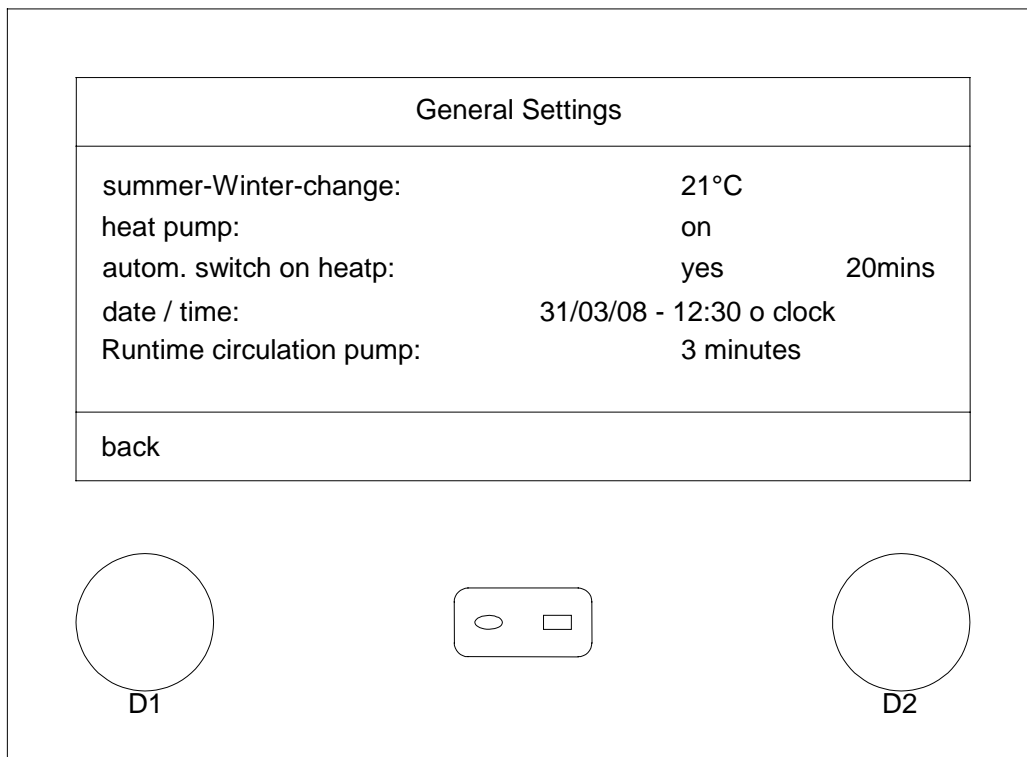 General Settings
summer-Winter-change: 21°C
heat pump: on
autom. switch on heatp: yes 20mins
date / time: 31/03/08 - 12:30 o clock
Runtime circulation pump: 3 minutes
back
D1 D2